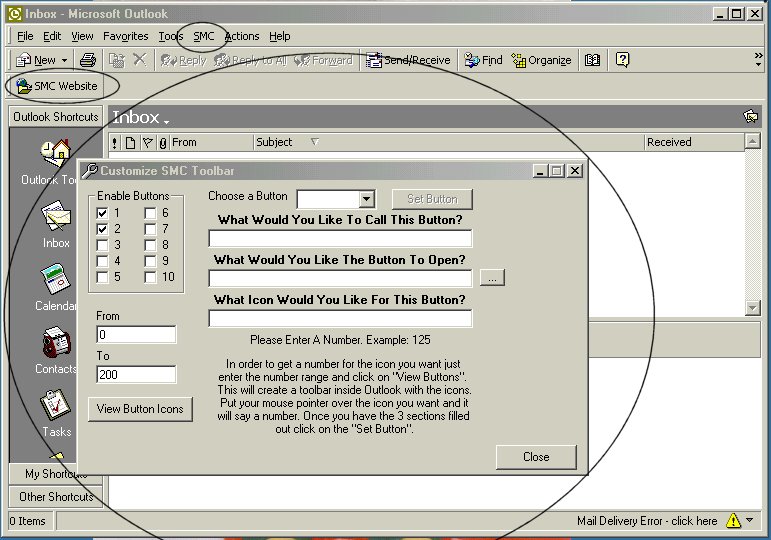 Inbox - Microsoft Outlook
File Edit View Favorites Tools SMC Actions Help
New Reply Reply to All Forward Send/Receive Find Organize
SMC Website
Outlook Shortcuts
Inbox
From Subject Received
Outlook
Inbox
Calendar
Contacts
Tasks
My Shortcuts
Other Shortcuts
Customize SMC Toolbar
Enable Buttons
1 6
2 7
3 8
4 9
5 10
From
0
To
200
View Button Icons
Choose a Button Set Button
What Would You Like To Call This Button?
What Would You Like The Button To Open?
...
What Icon Would You Like For This Button?
Please Enter A Number. Example: 125
In order to get a number for the icon you want just
enter the number range and click on "View Buttons".
This will create a toolbar inside Outlook with the icons.
Put your mouse pointer over the icon you want and it
will say a number. Once you have the 3 sections filled
out click on the "Set Button".
Close
0 Items Mail Delivery Error - click here